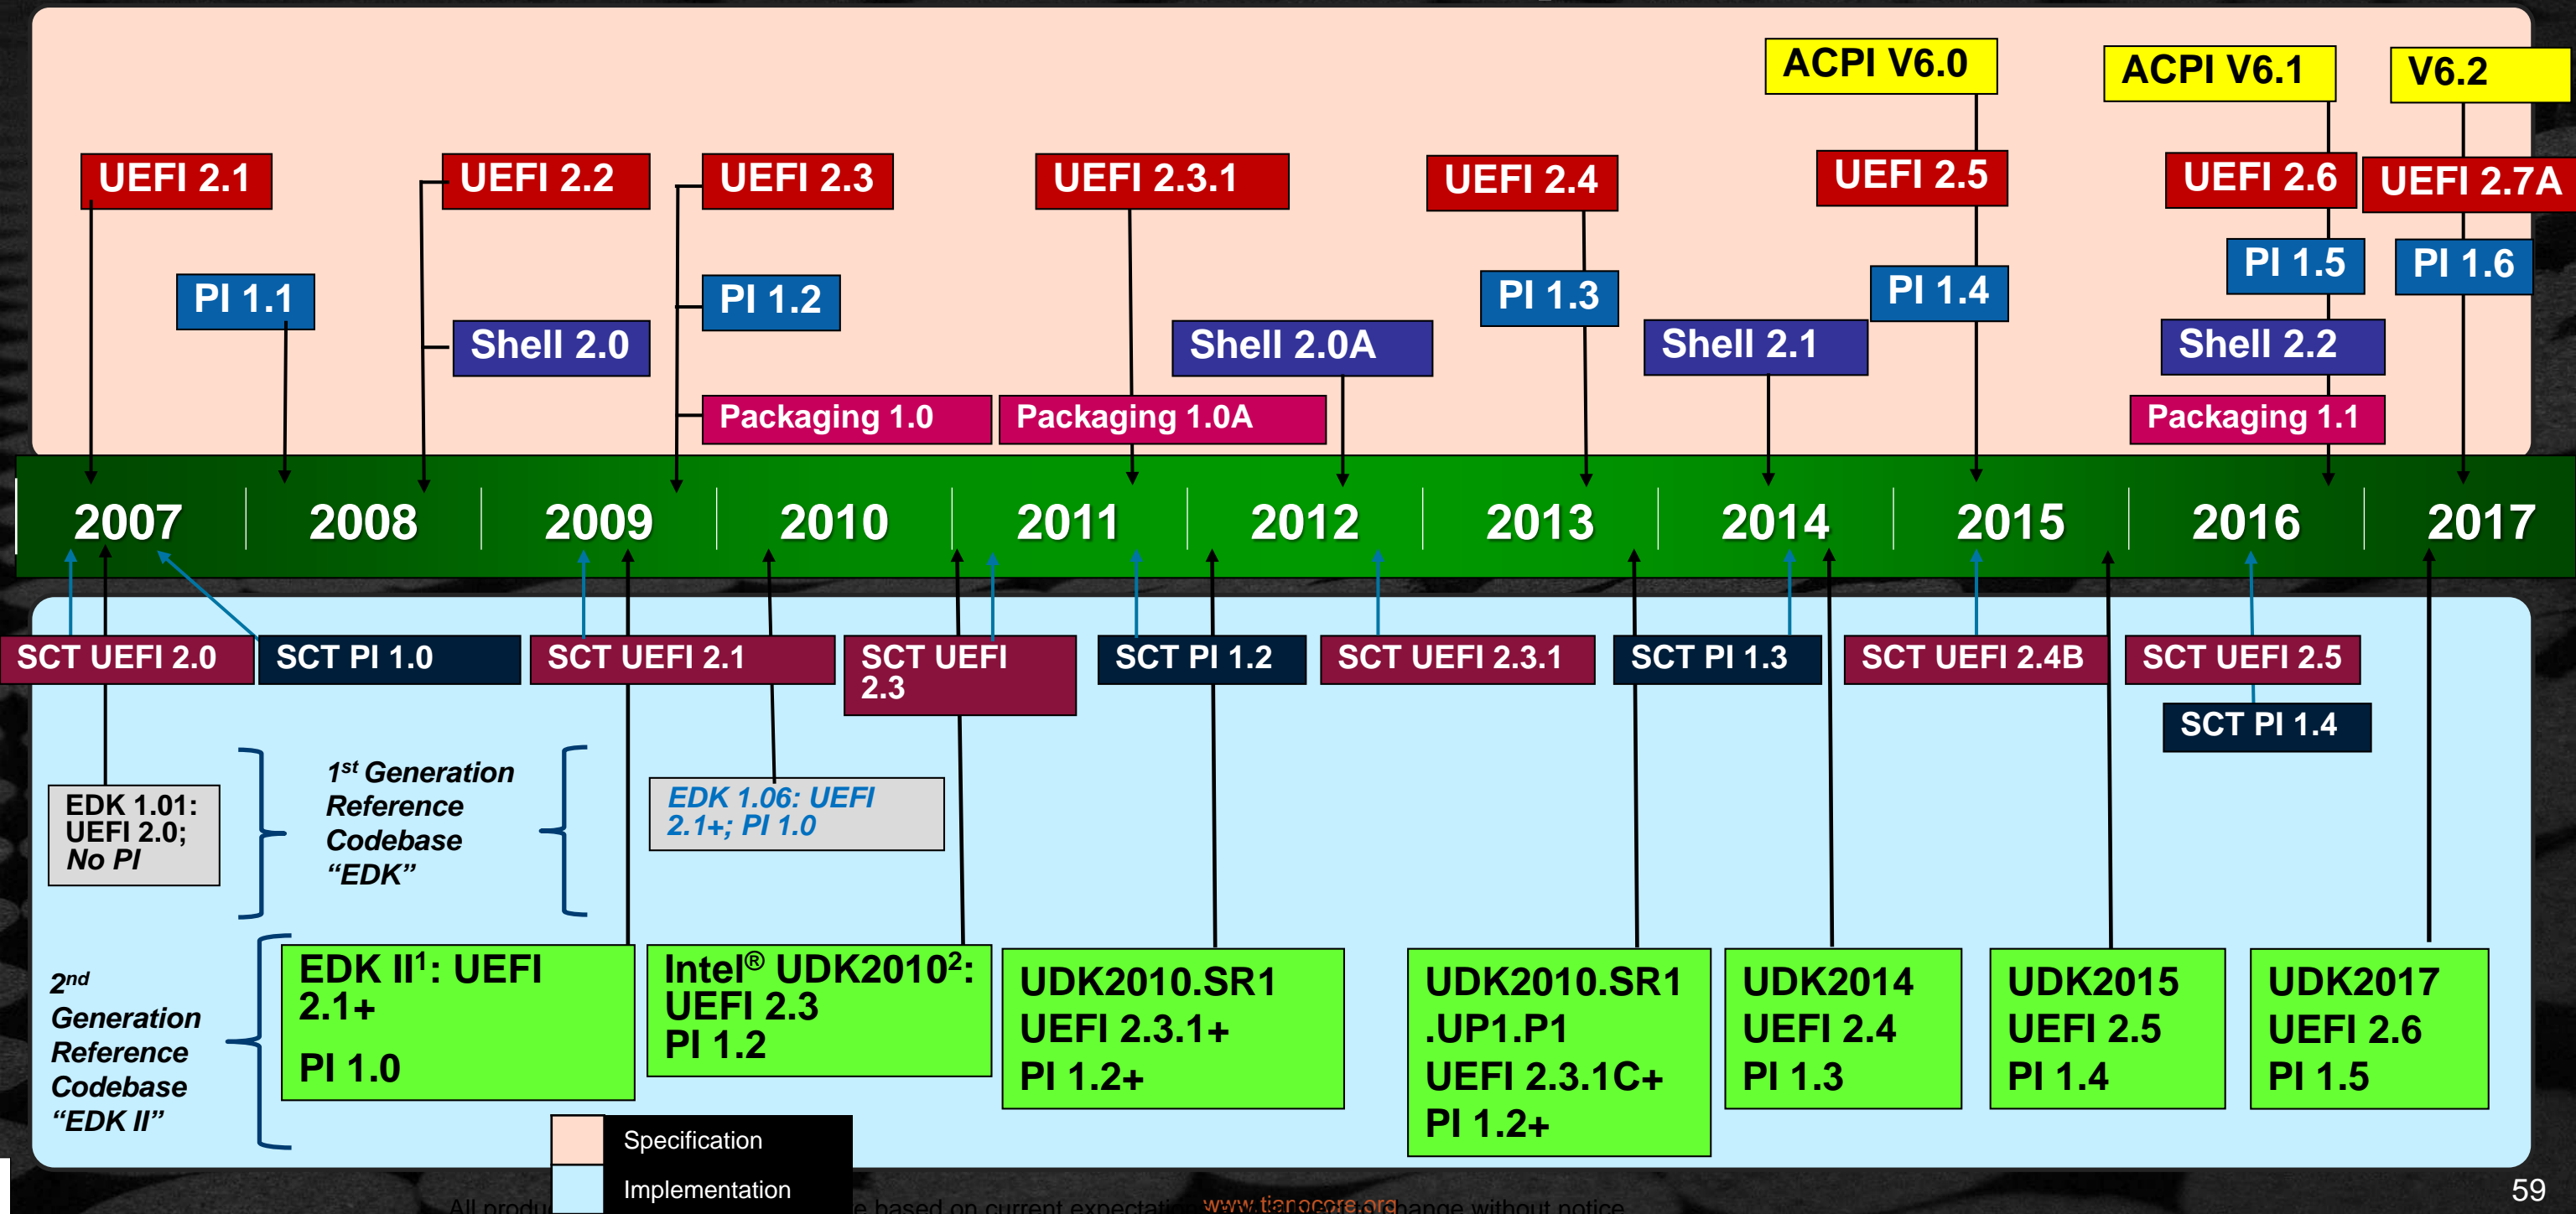 ACPI V6.0
ACPI V6.1
V6.2
UEFI 2.1
UEFI 2.2
UEFI 2.3
UEFI 2.3.1
UEFI 2.4
UEFI 2.5
UEFI 2.6
UEFI 2.7A
PI 1.1
PI 1.2
PI 1.3
PI 1.4
PI 1.5
PI 1.6
Shell 2.0
Shell 2.0A
Shell 2.1
Shell 2.2
Packaging 1.0
Packaging 1.0A
Packaging 1.1
2007
2008
2009
2010
2011
2012
2013
2014
2015
2016
2017
SCT UEFI 2.0
SCT PI 1.0
SCT UEFI 2.1
SCT UEFI
2.3
SCT PI 1.2
SCT UEFI 2.3.1
SCT PI 1.3
SCT UEFI 2.4B
SCT UEFI 2.5
SCT PI 1.4
EDK 1.01:
UEFI 2.0;
No PI
1st Generation
Reference
Codebase
“EDK”
EDK 1.06: UEFI
2.1+; PI 1.0
2nd
Generation
Reference
Codebase
“EDK II”
EDK II1: UEFI
2.1+
PI 1.0
Intel® UDK20102:
UEFI 2.3
PI 1.2
UDK2010.SR1
UEFI 2.3.1+
PI 1.2+
UDK2010.SR1
.UP1.P1
UEFI 2.3.1C+
PI 1.2+
UDK2014
UEFI 2.4
PI 1.3
UDK2015
UEFI 2.5
PI 1.4
UDK2017
UEFI 2.6
PI 1.5
Specification
Implementation
All based on current change without notice
www.tianocore.org
59